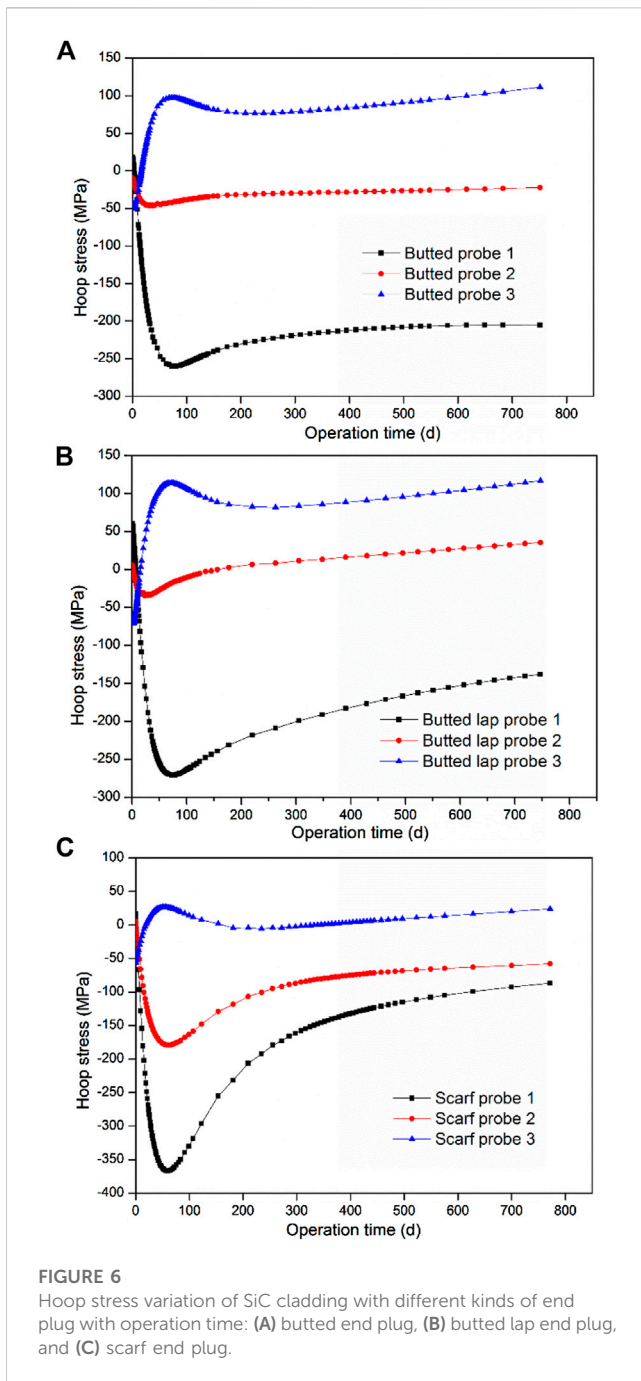 A
150
100
50
0
-50
-100
-150
-200
-250
-300
Hoop stress (MPa)
Butted probe 1
Butted probe 2
Butted probe 3
0 100 200 300 400 500 600 700 800
Operation time (d)
B
150
100
50
0
-50
-100
-150
-200
-250
-300
Hoop stress (MPa)
Butted lap probe 1
Butted lap probe 2
Butted lap probe 3
0 100 200 300 400 500 600 700 800
Operation time (d)
C
100
50
0
-50
-100
-150
-200
-250
-300
-350
-400
Hoop stress (MPa)
Scarf probe 1
Scarf probe 2
Scarf probe 3
0 100 200 300 400 500 600 700 800
Operation time (d)
FIGURE 6
Hoop stress variation of SiC cladding with different kinds of end
plug with operation time: (A) butted end plug, (B) butted lap end plug,
and (C) scarf end plug.